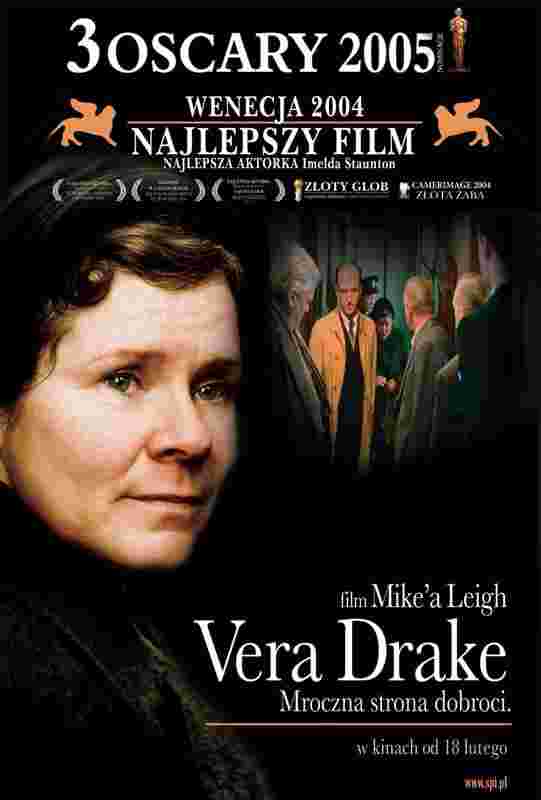 3 OSCARY 2005
NOMINACJE
WENECJA 2004
NAJLEPSZY FILM
NAJLEPSZA AKTORKA Imelda Staunton
ZŁOTY GLOB
CAMERIMAGE 2004
ZŁOTA ŻABA
film Mike'a Leigh
Vera Drake
Mroczna strona dobroci.
w kinach od 18 lutego
www.spi.pl